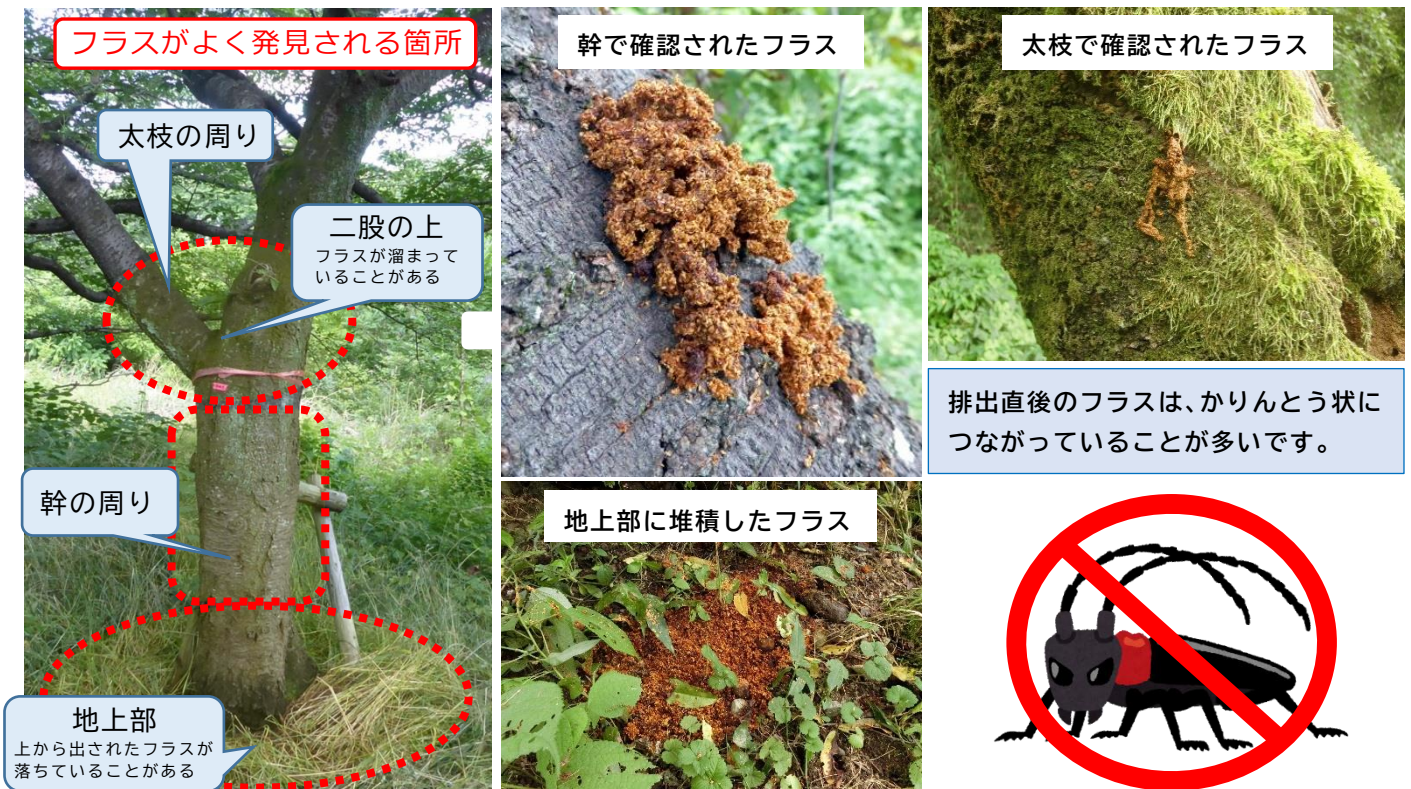 フラスがよく発見される箇所
太枝の周り
二股の上
フラスが溜まって
いることがある
幹の周り
地上部
上から出されたフラスが
落ちていることがある
幹で確認されたフラス
地上部に堆積したフラス
太枝で確認されたフラス
排出直後のフラスは、かりんとう状に
つながっていることが多いです。